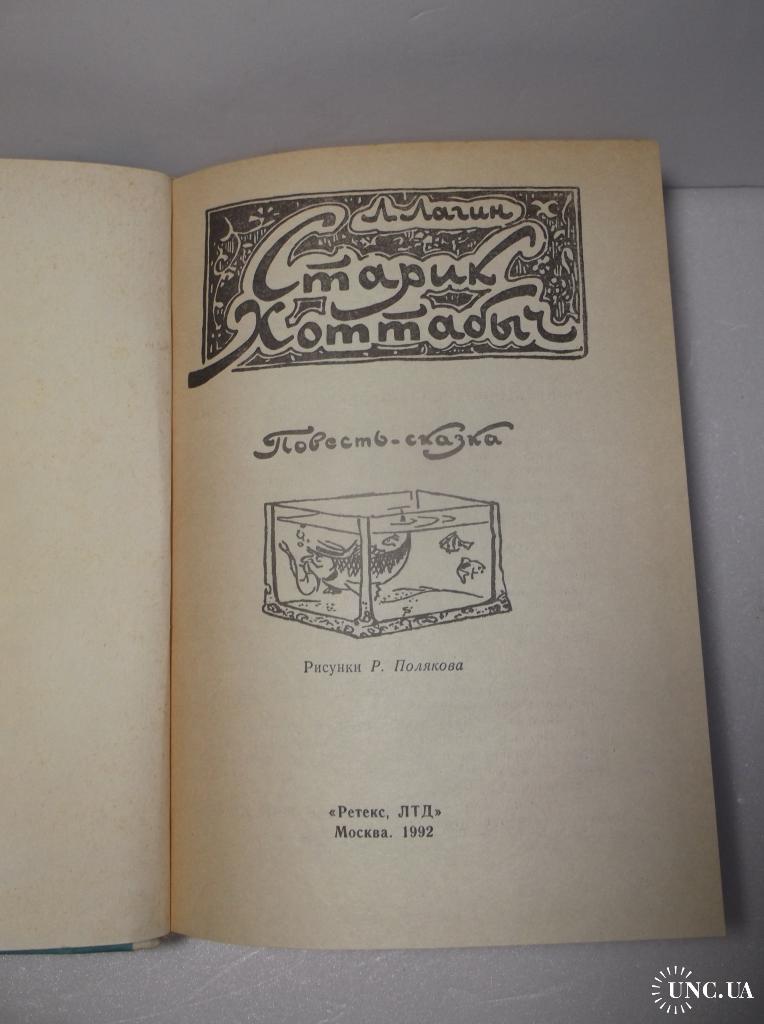 Л. Лагин
Старик
Хоттабыч
Повесть-сказка
Рисунки Р. Полякова
«Ретекс, ЛТД»
Москва. 1992
UNC.UA